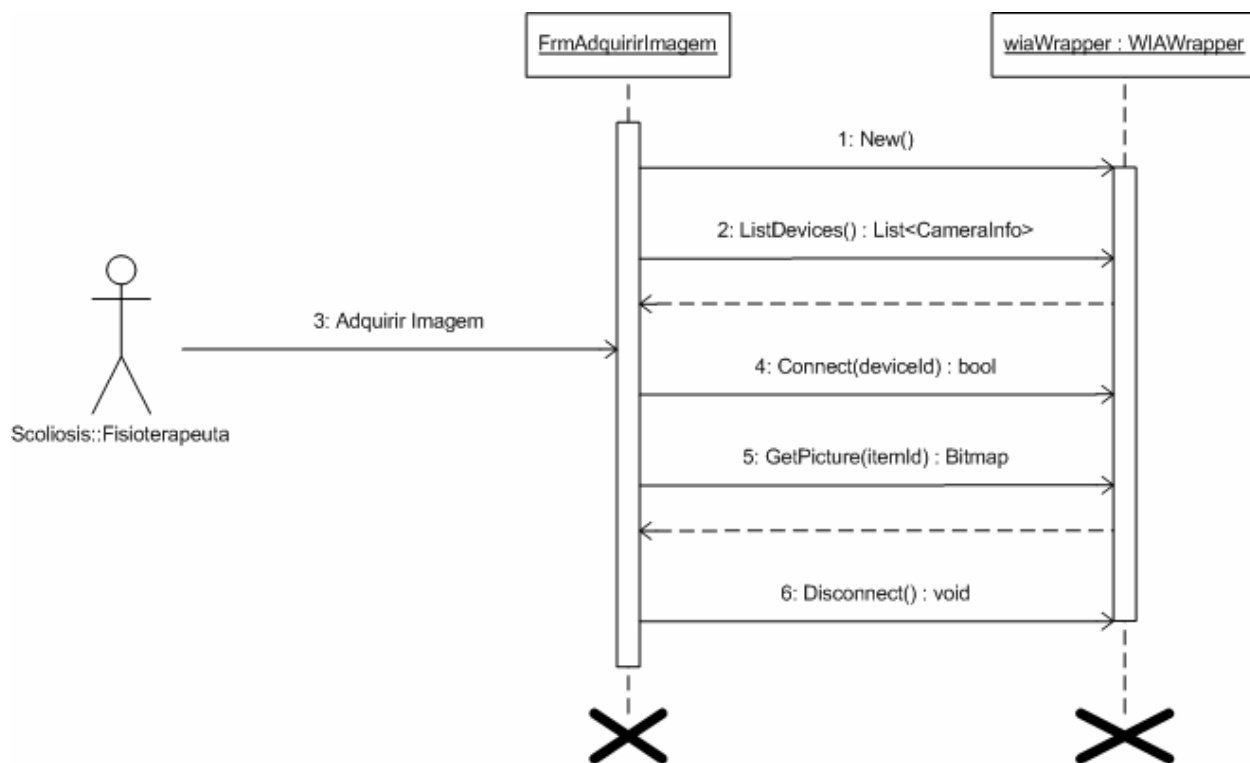 FrmAdquirirImagem
wiaWrapper : WIAWrapper
1: New()
2: ListDevices() : List<CameraInfo>
3: Adquirir Imagem
4: Connect(deviceId) : bool
Scoliosis::Fisioterapeuta
5: GetPicture(itemId) : Bitmap
6: Disconnect() : void